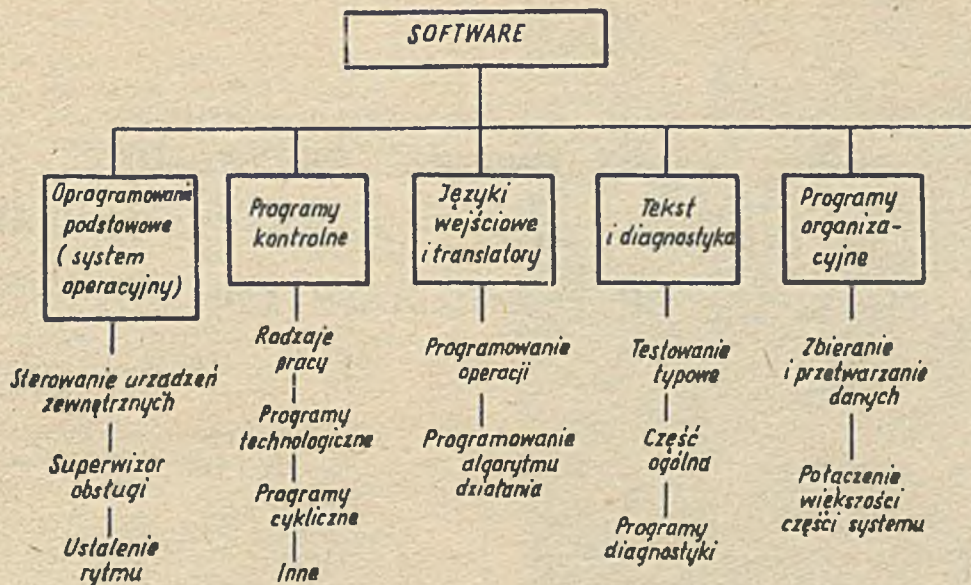 SOFTWARE
Oprogramowanie
podstawowe
( system
operacyjny)
Sterowanie urządzeń
zewnętrznych
Superwizor
obsługi
Ustalenie
rytmu
Programy
kontrolne
Rodzaje
pracy
Programy
technologiczne
Programy
cykliczne
Inne
Języki
wejściowe
i translatory
Programowanie
operacji
Programowanie
algorytmu
działania
Tekst
i diagnostyka
Testowanie
typowe
Część
ogólna
Programy
diagnostyki
Programy
organiza-
cyjne
Zbieranie
i przetwarzanie
danych
Połączenie
większości
części systemu